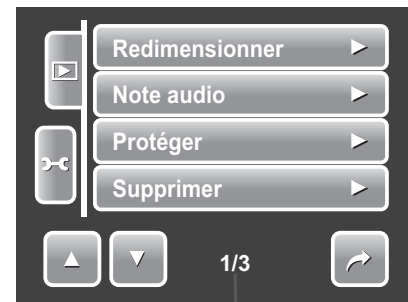 Redimensionner
Note audio
Protéger
Supprimer
1/3